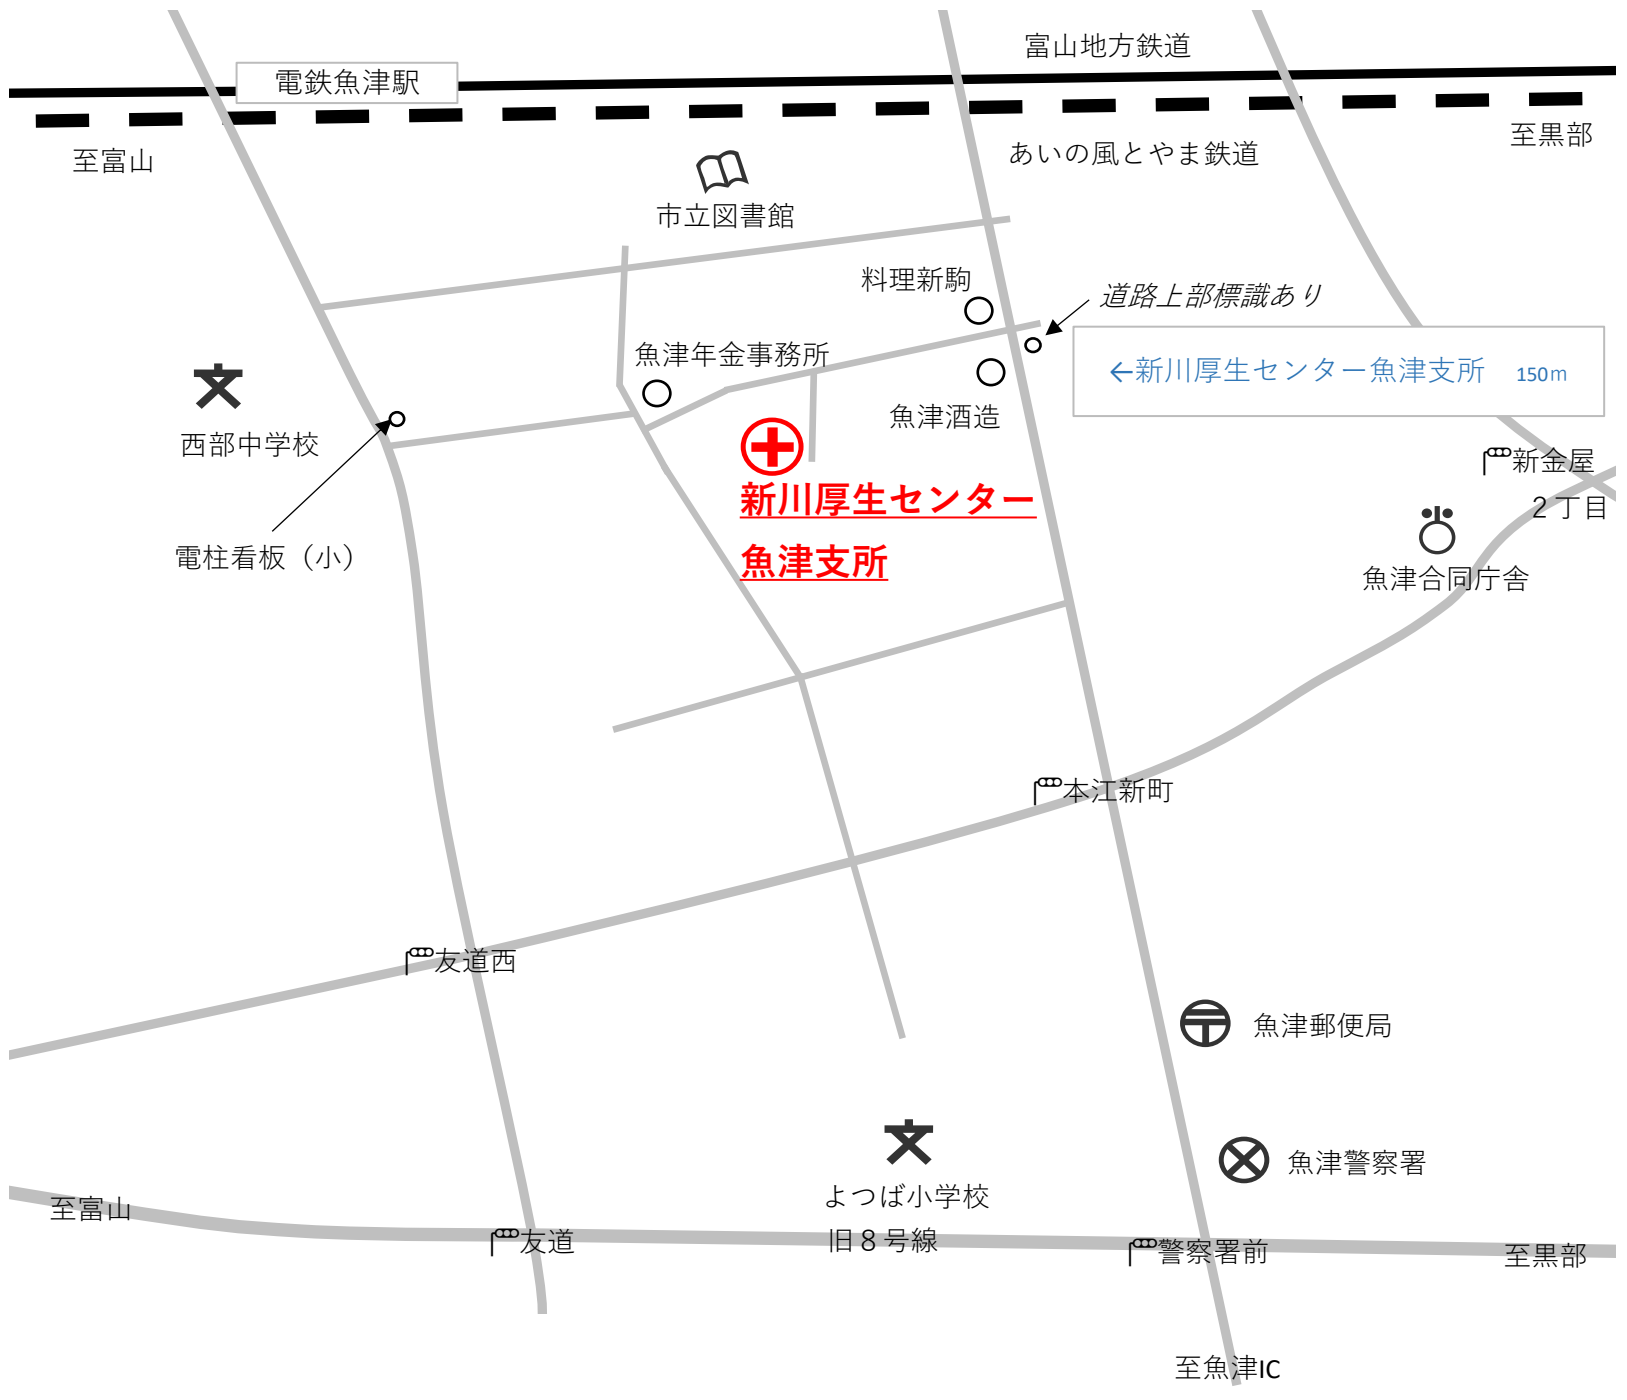 富山地方鉄道
電鉄魚津駅
至黒部
あいの風とやま鉄道
至富山
市立図書館
料理新駒
道路上部標識あり
魚津年金事務所
←新川厚生センター魚津支所 150m
魚津酒造
西部中学校
新金屋
２丁目
新川厚生センター
魚津支所
電柱看板（小）
魚津合同庁舎
本江新町
友道西
魚津郵便局
魚津警察署
よつば小学校
至富山
友道
旧８号線
警察署前
至黒部
至魚津IC